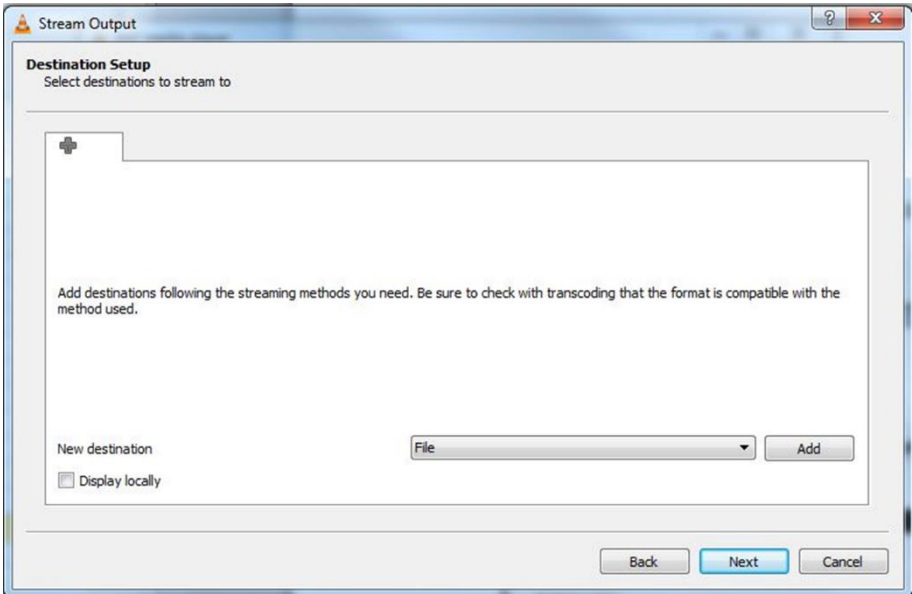 Stream Output
Destination Setup
Select destinations to stream to
Add destinations following the streaming methods you need. Be sure to check with transcoding that the format is compatible with the
method used.
New destination
File
Add
Display locally
Back
Next
Cancel